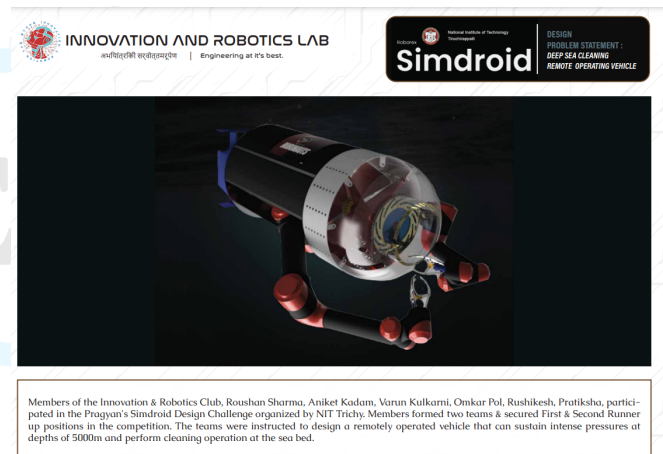 INNOVATION AND ROBOTICS LAB
अभियांत्रिकी सर्वोत्तमरूपेण | Engineering at it's best.
Roborex
National Institute of Technology
Tiruchirappalli
Simdroid
DESIGN
PROBLEM STATEMENT :
DEEP SEA CLEANING
REMOTE OPERATING VEHICLE
Members of the Innovation & Robotics Club, Roushan Sharma, Aniket Kadam, Varun Kulkarni, Omkar Pol, Rushikesh, Pratiksha, partici-
pated in the Pragyan's Simdroid Design Challenge organized by NIT Trichy. Members formed two teams & secured First & Second Runner
up positions in the competition. The teams were instructed to design a remotely operated vehicle that can sustain intense pressures at
depths of 5000m and perform cleaning operation at the sea bed.